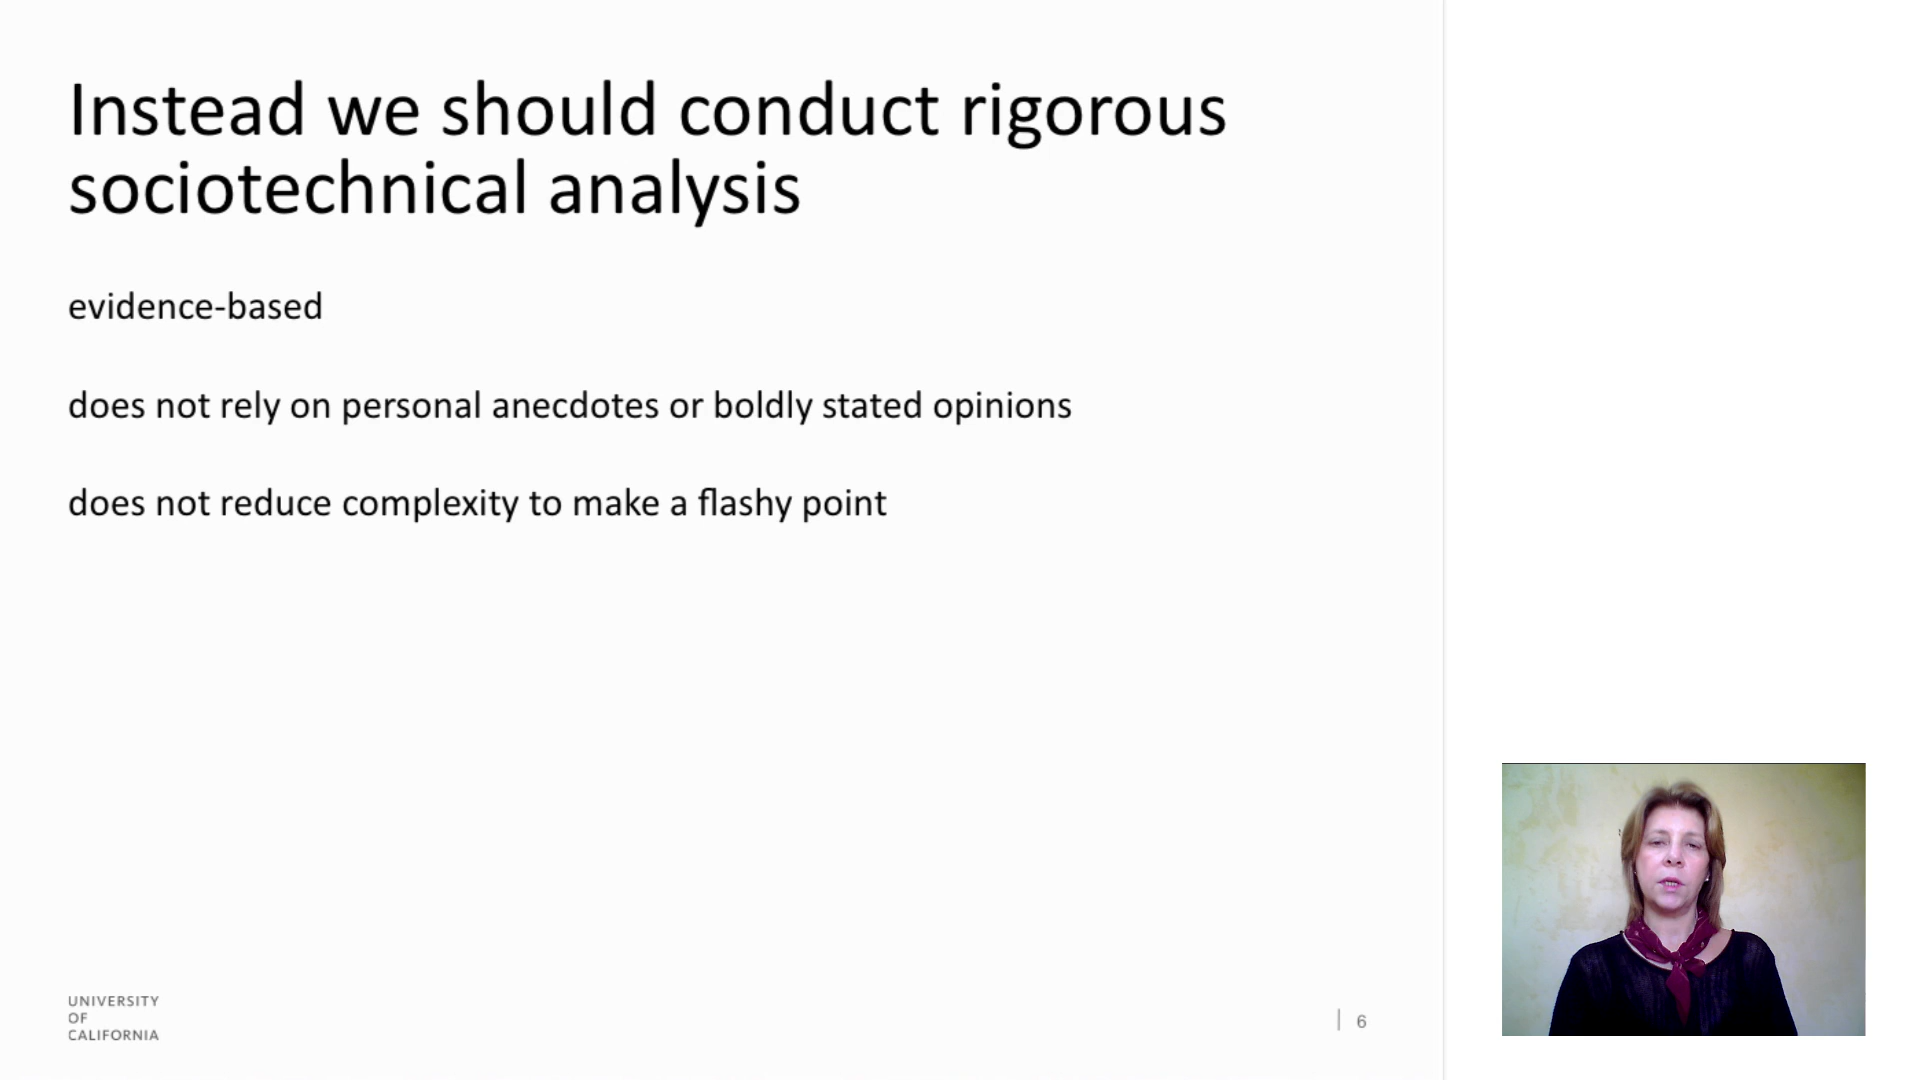 Instead we should conduct rigorous
sociotechnical analysis
evidence-based
does not rely on personal anecdotes or boldly stated opinions
does not reduce complexity to make a flashy point
UNIVERSITY
OF
CALIFORNIA
6